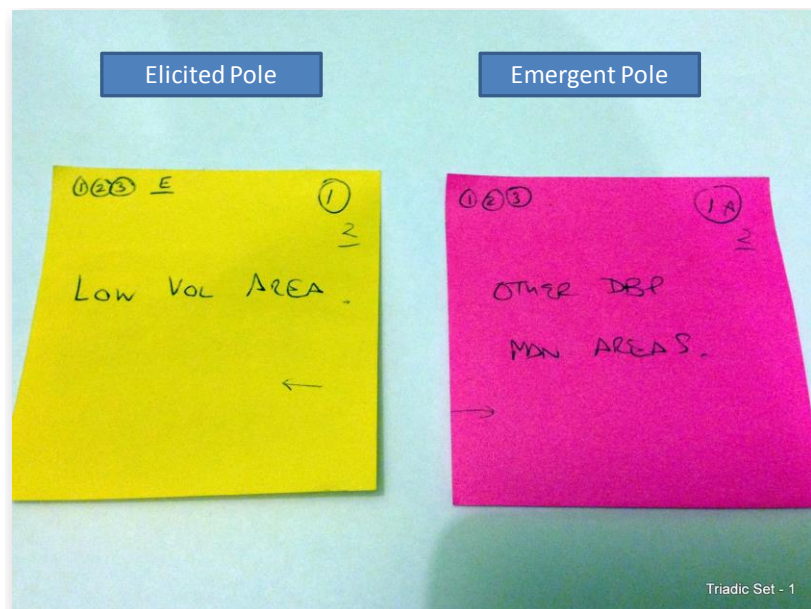 Elicited Pole
Emergent Pole
①②③ E
①
2
LOW VOL AREA.
←
①②③
1A
2
OTHER DBP
MAN AREAS.
→
Triadic Set - 1